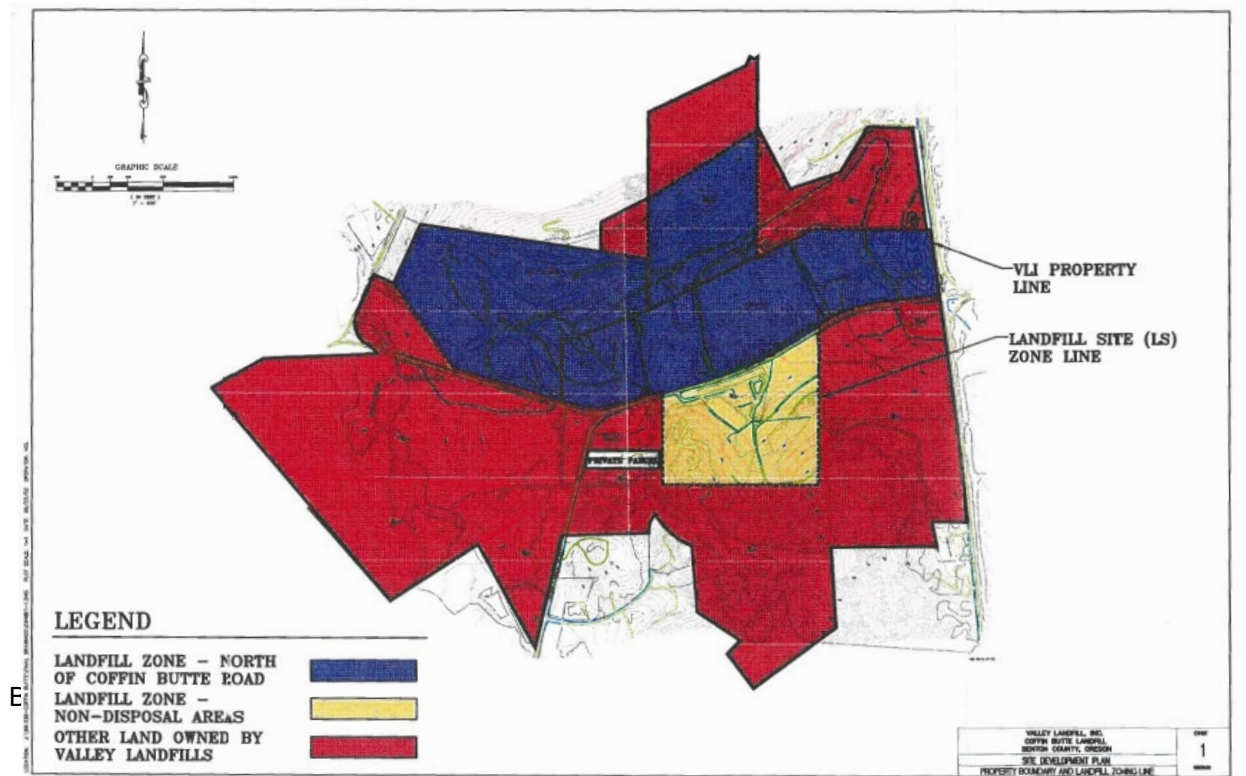 GRAPHIC SCALE
( IN FEET )
VLI PROPERTY
LINE
LANDFILL SITE (LS)
ZONE LINE
PRIVATE PARCEL
LEGEND
LANDFILL ZONE - NORTH
OF COFFIN BUTTE ROAD
LANDFILL ZONE -
NON-DISPOSAL AREAS
OTHER LAND OWNED BY
VALLEY LANDFILLS
E
VALLEY LANDFILL, INC.
COFFIN BUTTE LANDFILL
BENTON COUNTY, OREGON
SITE DEVELOPMENT PLAN
PROPERTY BOUNDARY AND LANDFILL ZONING LINE
1